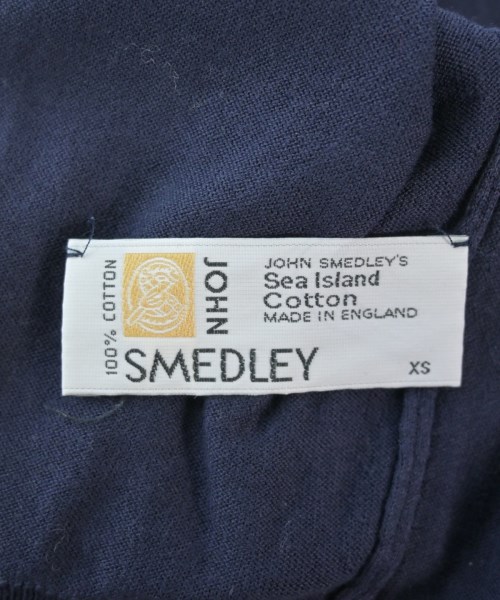 100% COTTON
JOHN
SMEDLEY
JOHN SMEDLEY'S
Sea Island
Cotton
MADE IN ENGLAND
XS